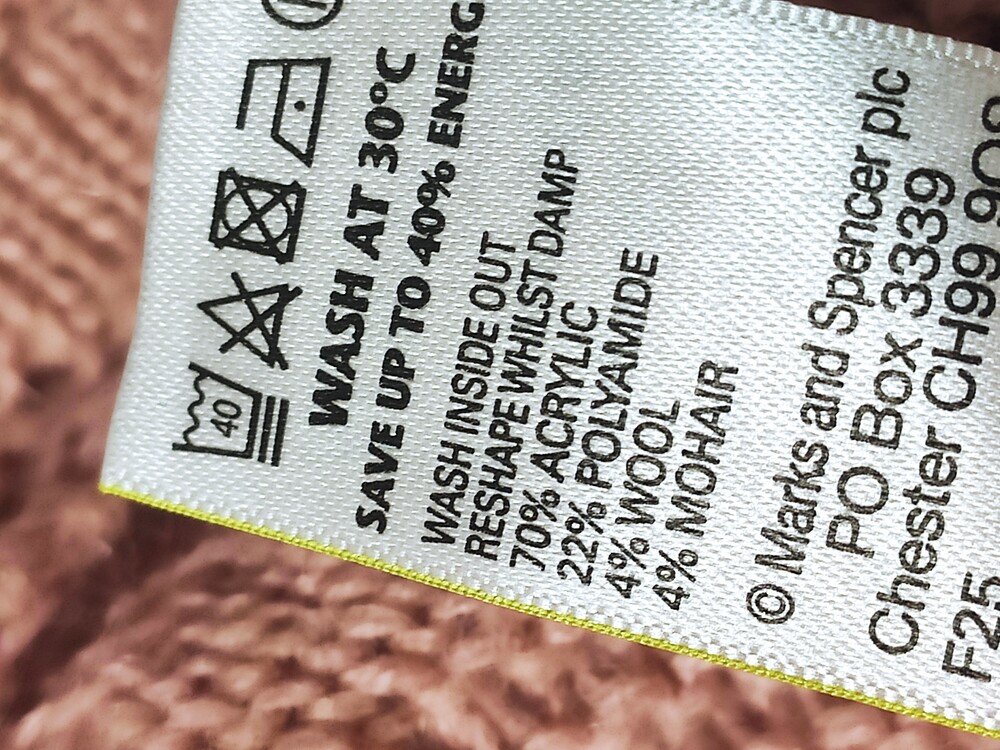 40
WASH AT 30°C
SAVE UP TO 40% ENERG
WASH INSIDE OUT
RESHAPE WHILST DAMP
70% ACRYLIC
22% POLYAMIDE
4% WOOL
4% MOHAIR
© Marks and Spencer plc
PO Box 3339
Chester CH99
F25